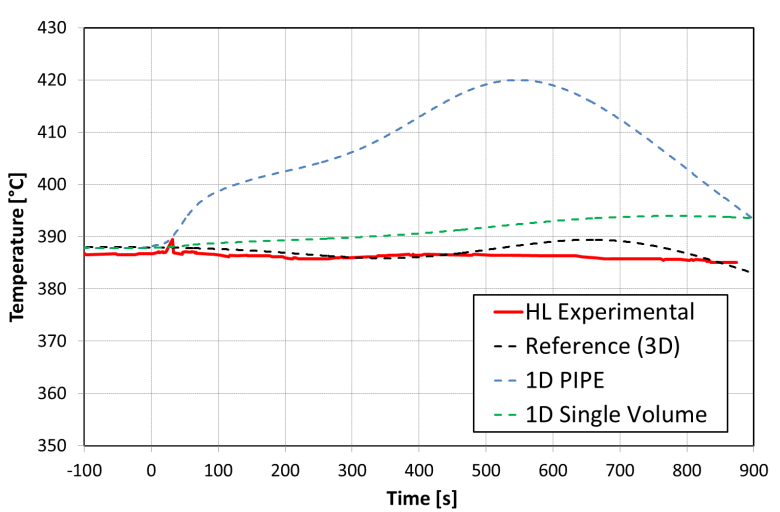 430
420
410
400
390
380
370
360
350
Temperature [°C]
HL Experimental
Reference (3D)
1D PIPE
1D Single Volume
-100 0 100 200 300 400 500 600 700 800 900
Time [s]